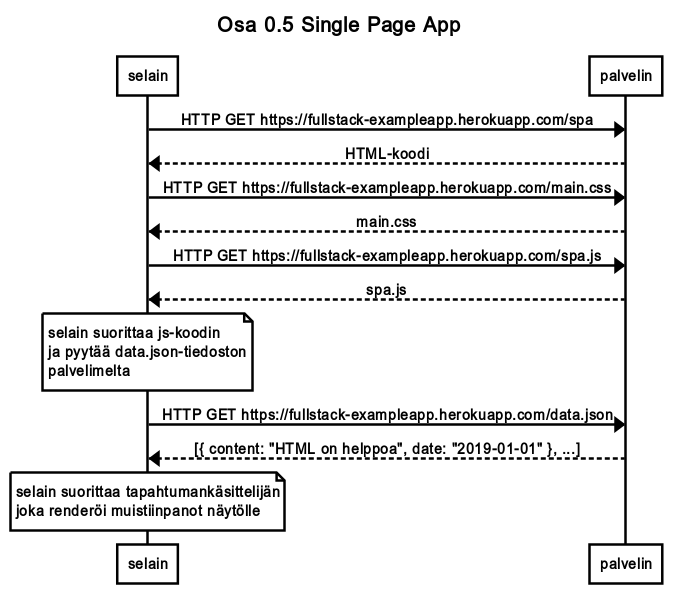 Osa 0.5 Single Page App
selain
palvelin
HTTP GET https://fullstack-exampleapp.herokuapp.com/spa
HTML-koodi
HTTP GET https://fullstack-exampleapp.herokuapp.com/main.css
main.css
HTTP GET https://fullstack-exampleapp.herokuapp.com/spa.js
spa.js
selain suorittaa js-koodin
ja pyytää data.json-tiedoston
palvelimelta
HTTP GET https://fullstack-exampleapp.herokuapp.com/data.json
[{ content: "HTML on helppoa", date: "2019-01-01" }, ...]
selain suorittaa tapahtumankäsittelijän
joka renderöi muistiinpanot näytölle
selain
palvelin